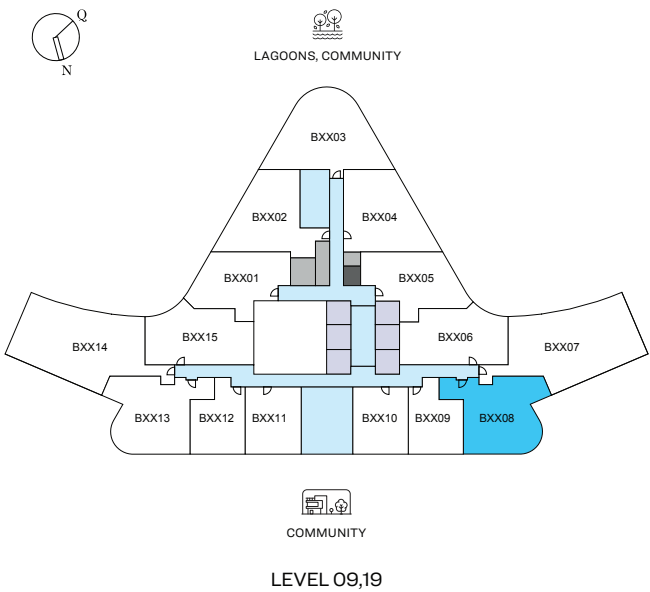 Q
N
LAGOONS, COMMUNITY
BXX03
BXX02 BXX04
BXX01 BXX05
BXX14 BXX15 BXX06 BXX07
BXX13 BXX12 BXX11 BXX10 BXX09 BXX08
COMMUNITY
LEVEL 09,19